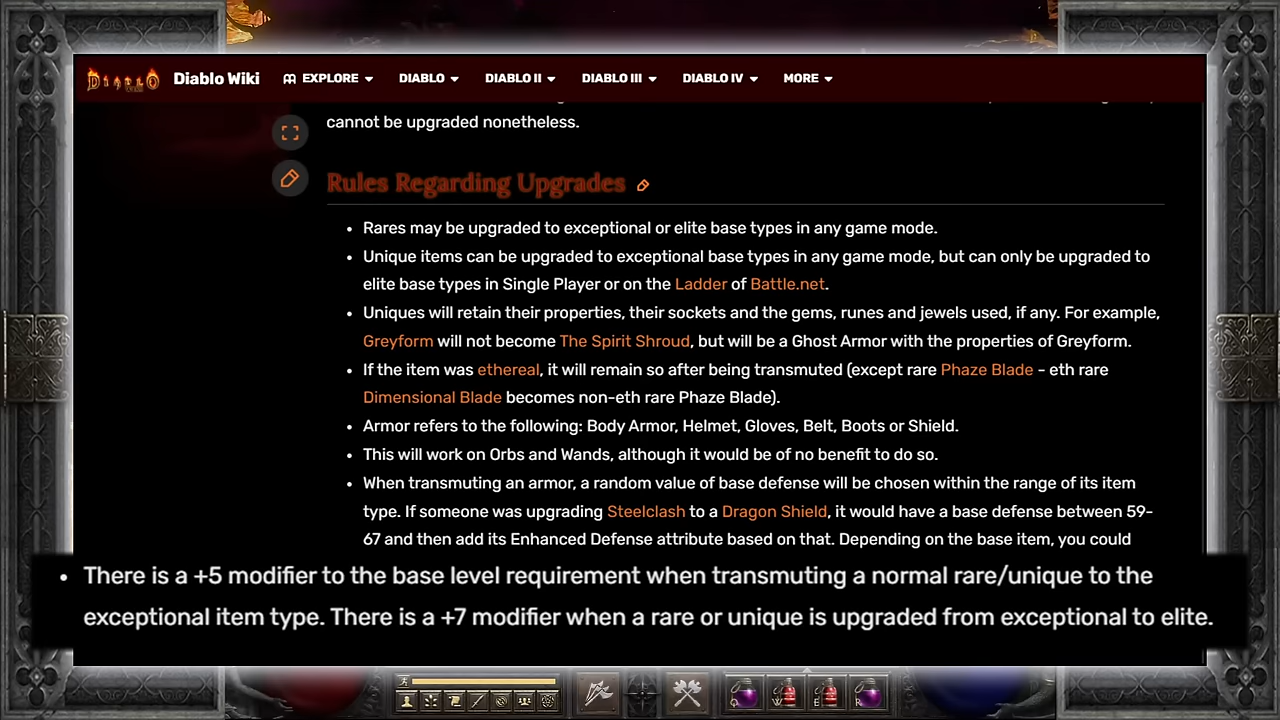 DIABLO
Diablo Wiki
EXPLORE
DIABLO
DIABLO II
DIABLO III
DIABLO IV
MORE
cannot be upgraded nonetheless.
Rules Regarding Upgrades
• Rares may be upgraded to exceptional or elite base types in any game mode.
• Unique items can be upgraded to exceptional base types in any game mode, but can only be upgraded to
elite base types in Single Player or on the Ladder of Battle.net.
• Uniques will retain their properties, their sockets and the gems, runes and jewels used, if any. For example,
Greyform will not become The Spirit Shroud, but will be a Ghost Armor with the properties of Greyform.
• If the item was ethereal, it will remain so after being transmuted (except rare Phaze Blade - eth rare
Dimensional Blade becomes non-eth rare Phaze Blade).
• Armor refers to the following: Body Armor, Helmet, Gloves, Belt, Boots or Shield.
• This will work on Orbs and Wands, although it would be of no benefit to do so.
• When transmuting an armor, a random value of base defense will be chosen within the range of its item
type. If someone was upgrading Steelclash to a Dragon Shield, it would have a base defense between 59-
67 and then add its Enhanced Defense attribute based on that. Depending on the base item, you could
• There is a +5 modifier to the base level requirement when transmuting a normal rare/unique to the
exceptional item type. There is a +7 modifier when a rare or unique is upgraded from exceptional to elite.
Q
W
E
R